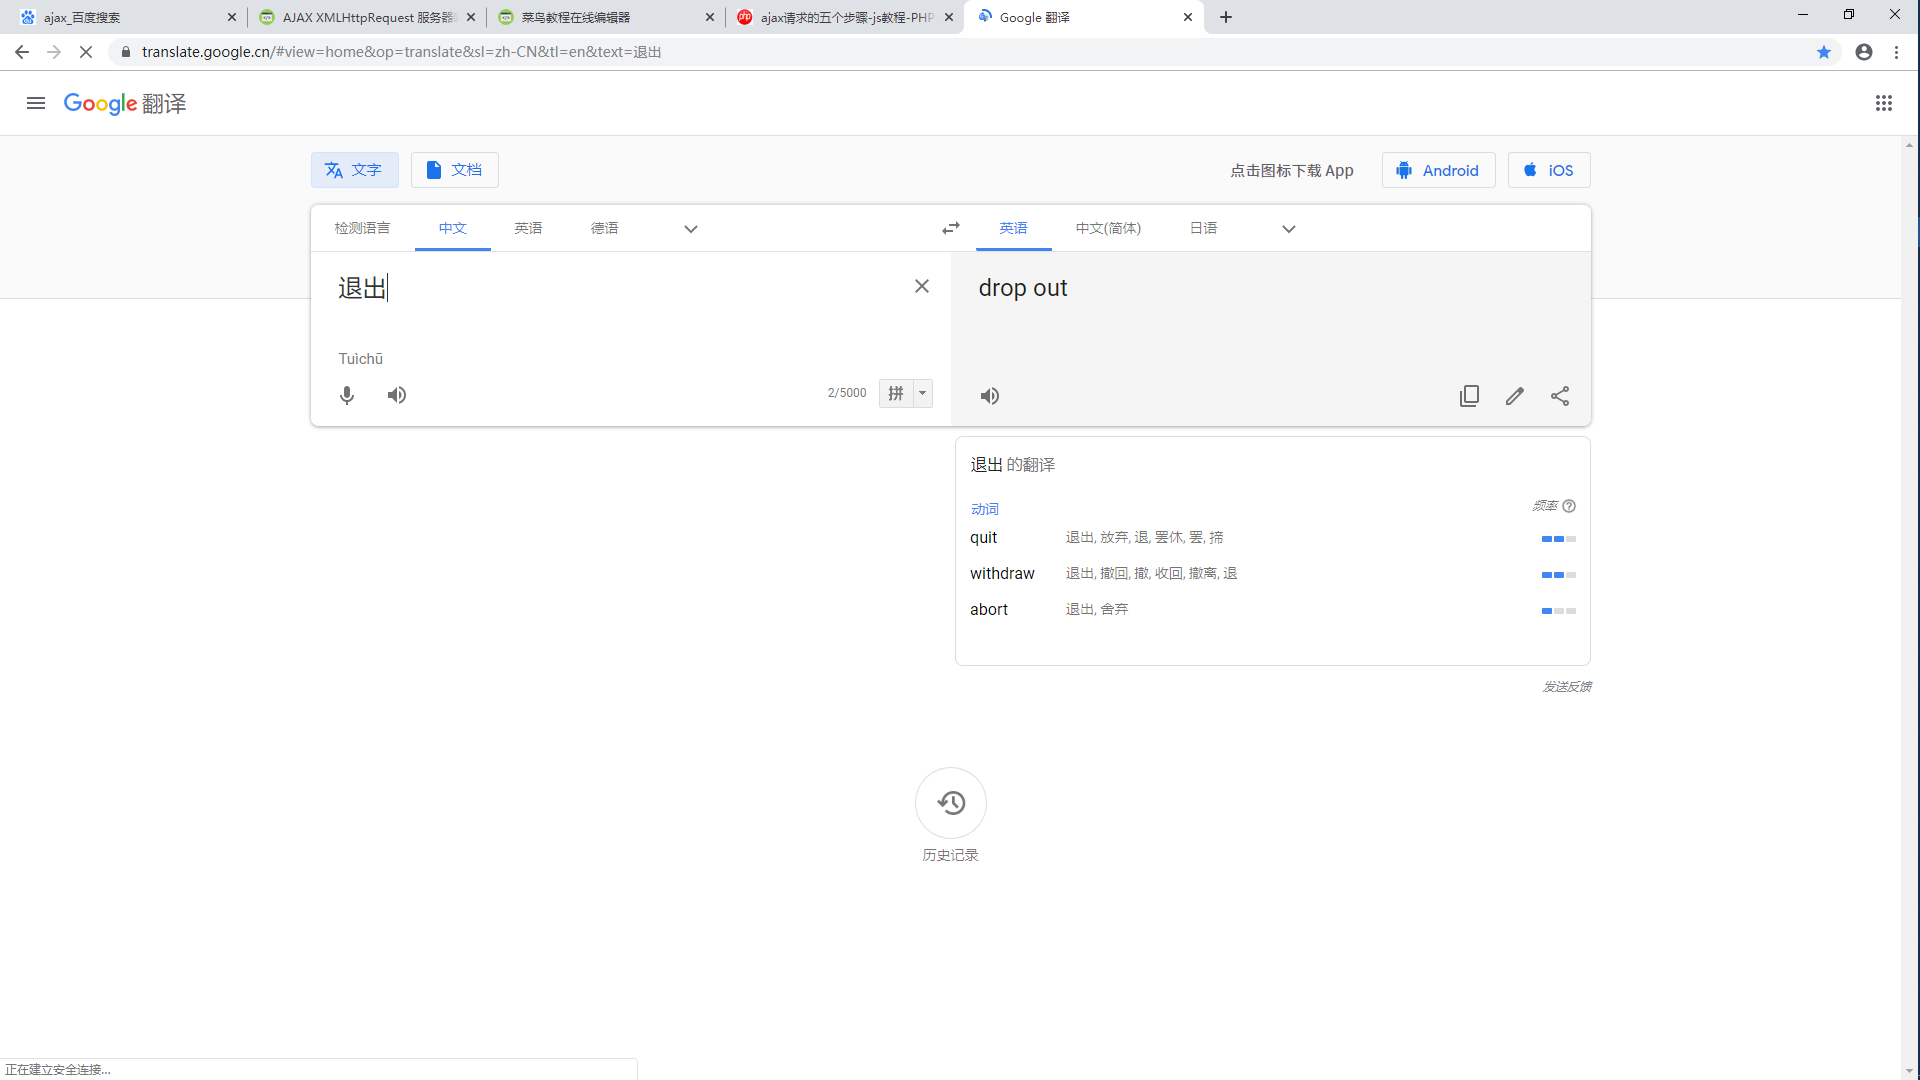 ajax_百度搜索
AJAX XMLHttpRequest 服务器
菜鸟教程在线编辑器
ajax请求的五个步骤-js教程-PHP
Google 翻译
translate.google.cn/#view=home&op=translate&sl=zh-CN&tl=en&text=退出
Google 翻译
文字
文档
点击图标下载 App
Android
iOS
检测语言
中文
英语
德语
英语
中文(简体)
日语
退出
drop out
Tuìchū
2/5000
拼
退出 的翻译
动词
频率
quit 退出, 放弃, 退, 罢休, 罢, 摕
withdraw 退出, 撤回, 撤, 收回, 撤离, 退
abort 退出, 舍弃
发送反馈
历史记录
正在建立安全连接...